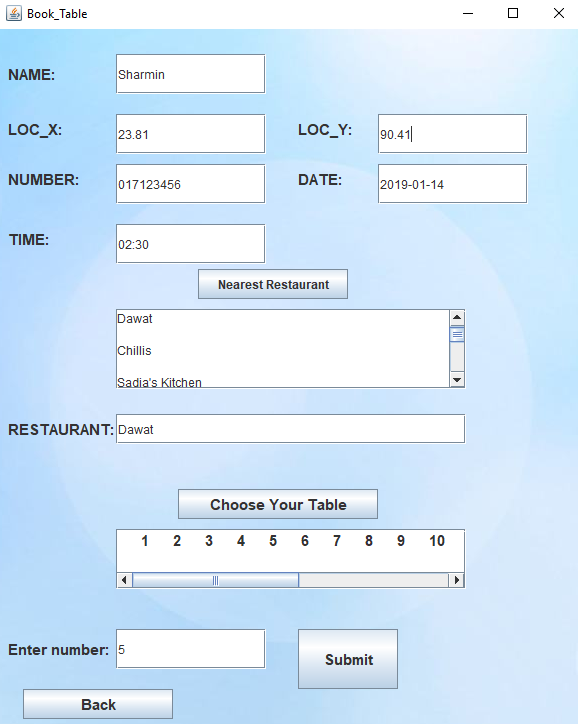 Book_Table
NAME: Sharmin
LOC_X: 23.81 LOC_Y: 90.41
NUMBER: 017123456 DATE: 2019-01-14
TIME: 02:30
Nearest Restaurant
Dawat
Chillis
Sadia's Kitchen
RESTAURANT: Dawat
Choose Your Table
1 2 3 4 5 6 7 8 9 10
Enter number: 5 Submit
Back